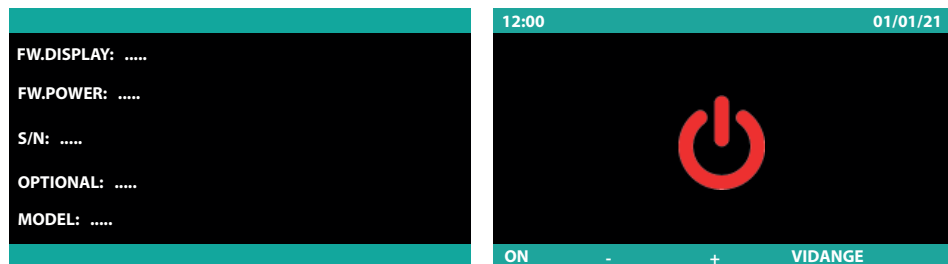 FW.DISPLAY: .....
FW.POWER: .....
S/N: .....
OPTIONAL: .....
MODEL: .....
12:00 01/01/21
ON - + VIDANGE